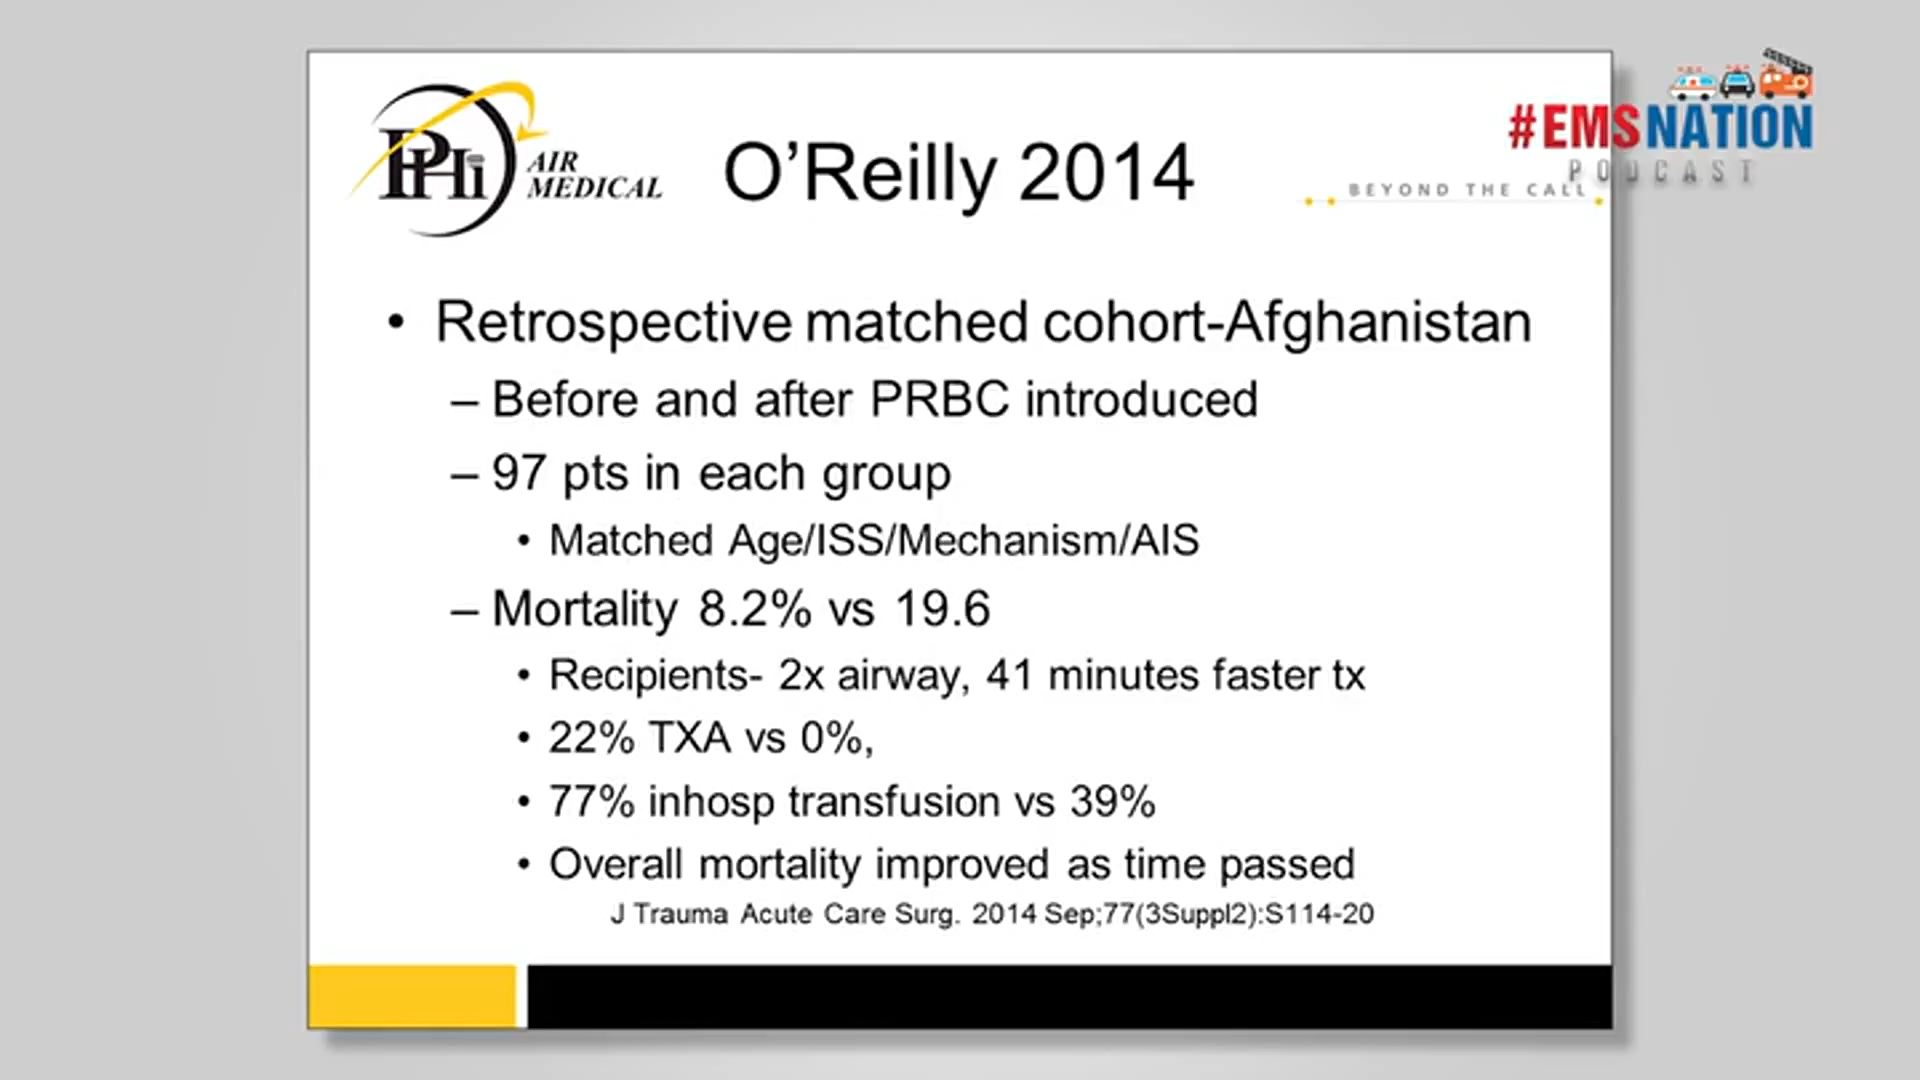 PHi AIR
MEDICAL
O’Reilly 2014
#EMSNATION
PODCAST
BEYOND THE CALL
• Retrospective matched cohort-Afghanistan
– Before and after PRBC introduced
– 97 pts in each group
• Matched Age/ISS/Mechanism/AIS
– Mortality 8.2% vs 19.6
• Recipients- 2x airway, 41 minutes faster tx
• 22% TXA vs 0%,
• 77% inhosp transfusion vs 39%
• Overall mortality improved as time passed
J Trauma Acute Care Surg. 2014 Sep;77(3Suppl2):S114-20